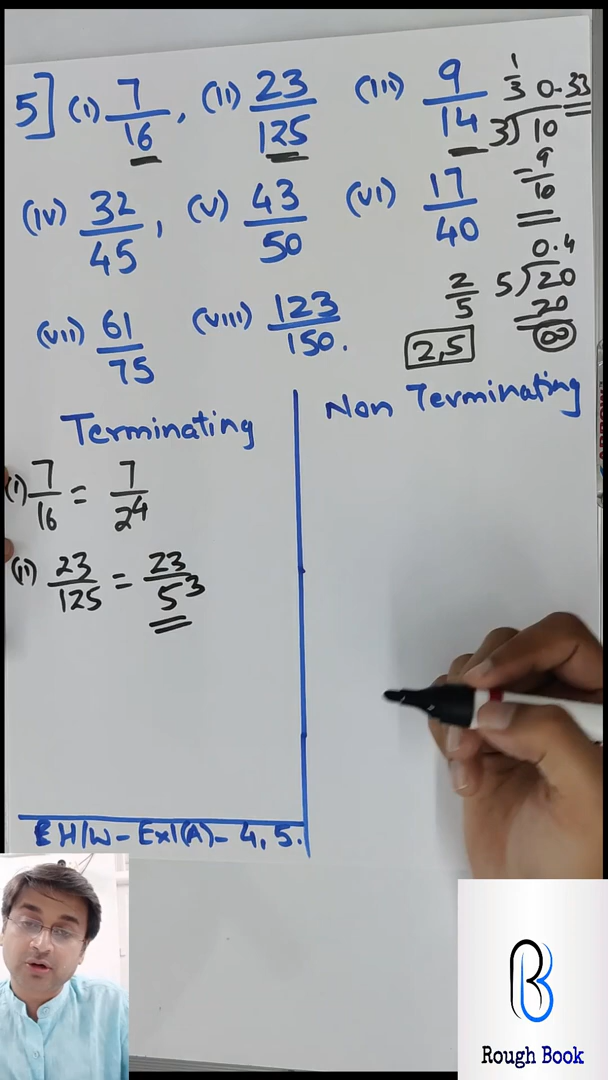 5] (i) 7/16, (ii) 23/125 (iii) 9/14
1/3 0.33
3)10
9
10
(iv) 32/45, (v) 43/50 (vi) 17/40
2/5 0.4
5)20
20
00
2,5
(vii) 61/75 (viii) 123/150.
Terminating
Non Terminating
(i) 7/16 = 7/2^4
(ii) 23/125 = 23/5^3
H/W - Ex1(A) - 4, 5.
B
Rough Book